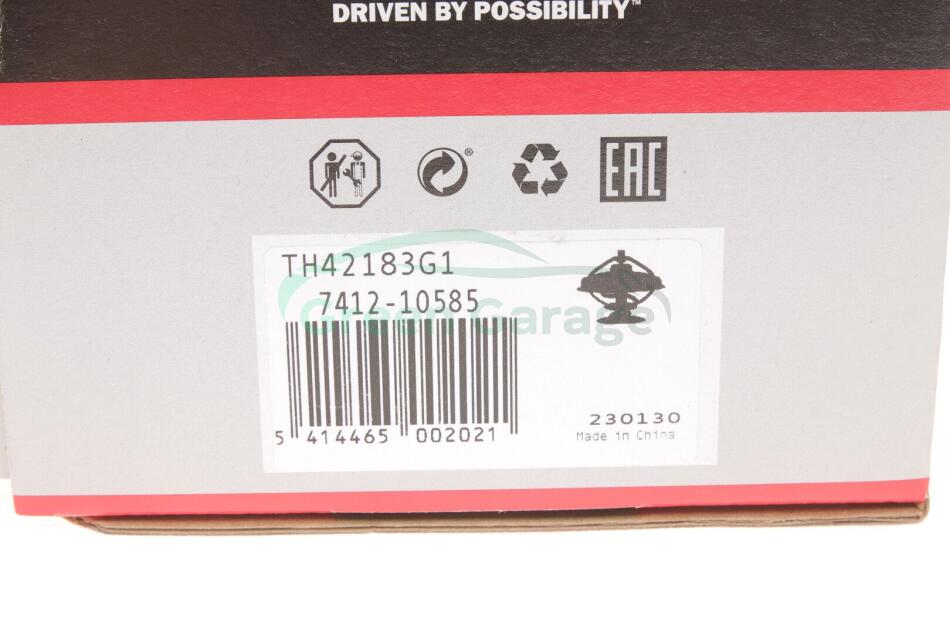 DRIVEN BY POSSIBILITY™
®
EAC
TH42183G1
7412-10585
Green Garage
5 414465 002021
230130
Made in China